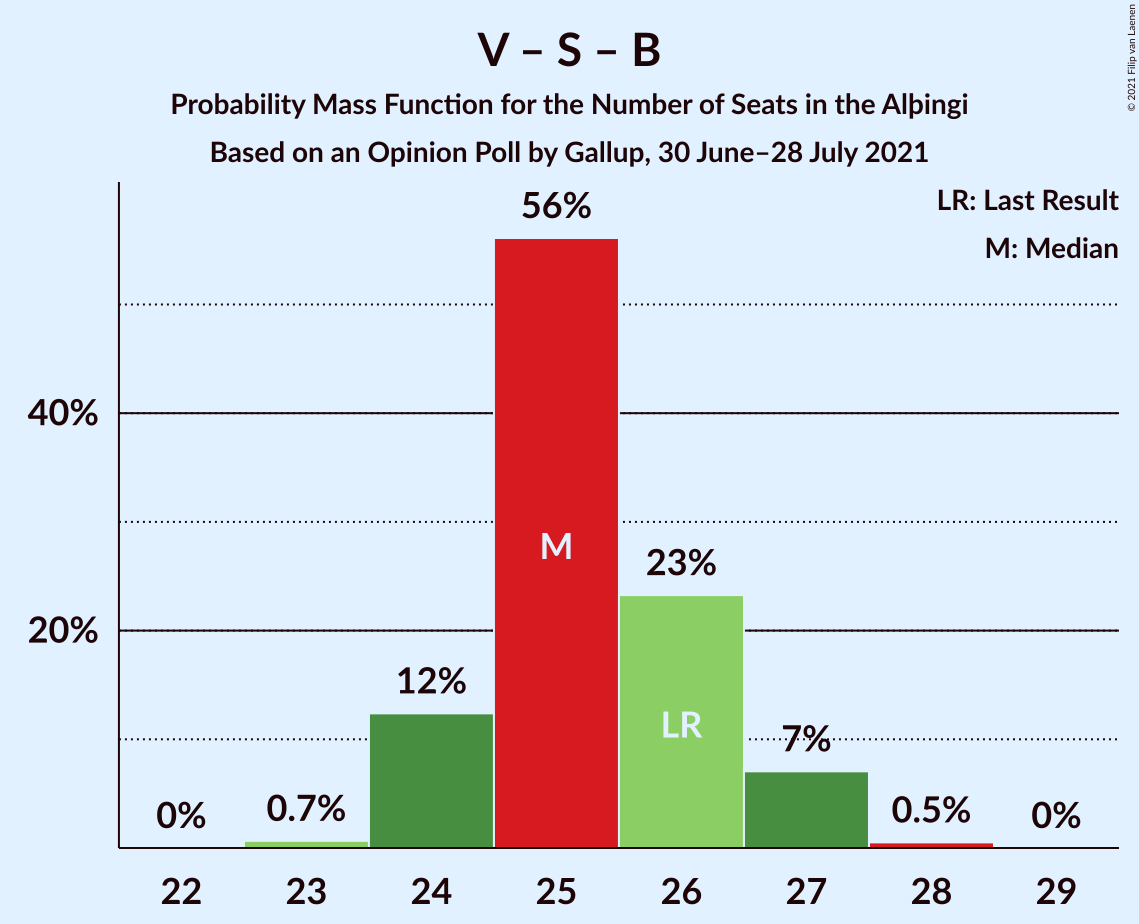 V – S – B
Probability Mass Function for the Number of Seats in the Alþingi
Based on an Opinion Poll by Gallup, 30 June–28 July 2021
© 2021 Filip van Laenen
LR: Last Result
M: Median
56%
40%
M
23%
20%
12%
LR
7%
0%
0.7%
0.5%
0%
22 23 24 25 26 27 28 29